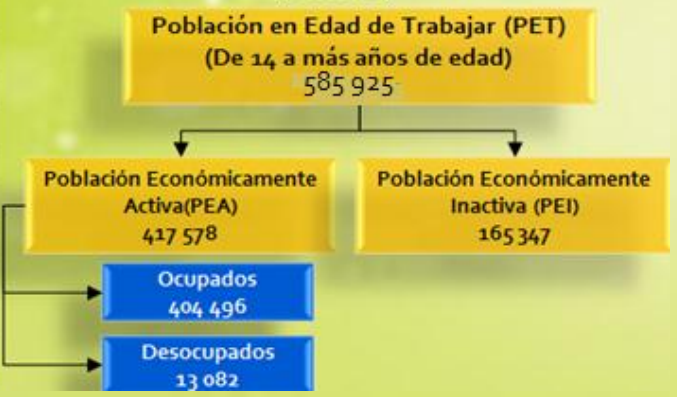 Población en Edad de Trabajar (PET)
(De 14 a más años de edad)
585 925
Población Económicamente
Activa(PEA)
417 578
Población Económicamente
Inactiva (PEI)
165 347
Ocupados
404 496
Desocupados
13 082